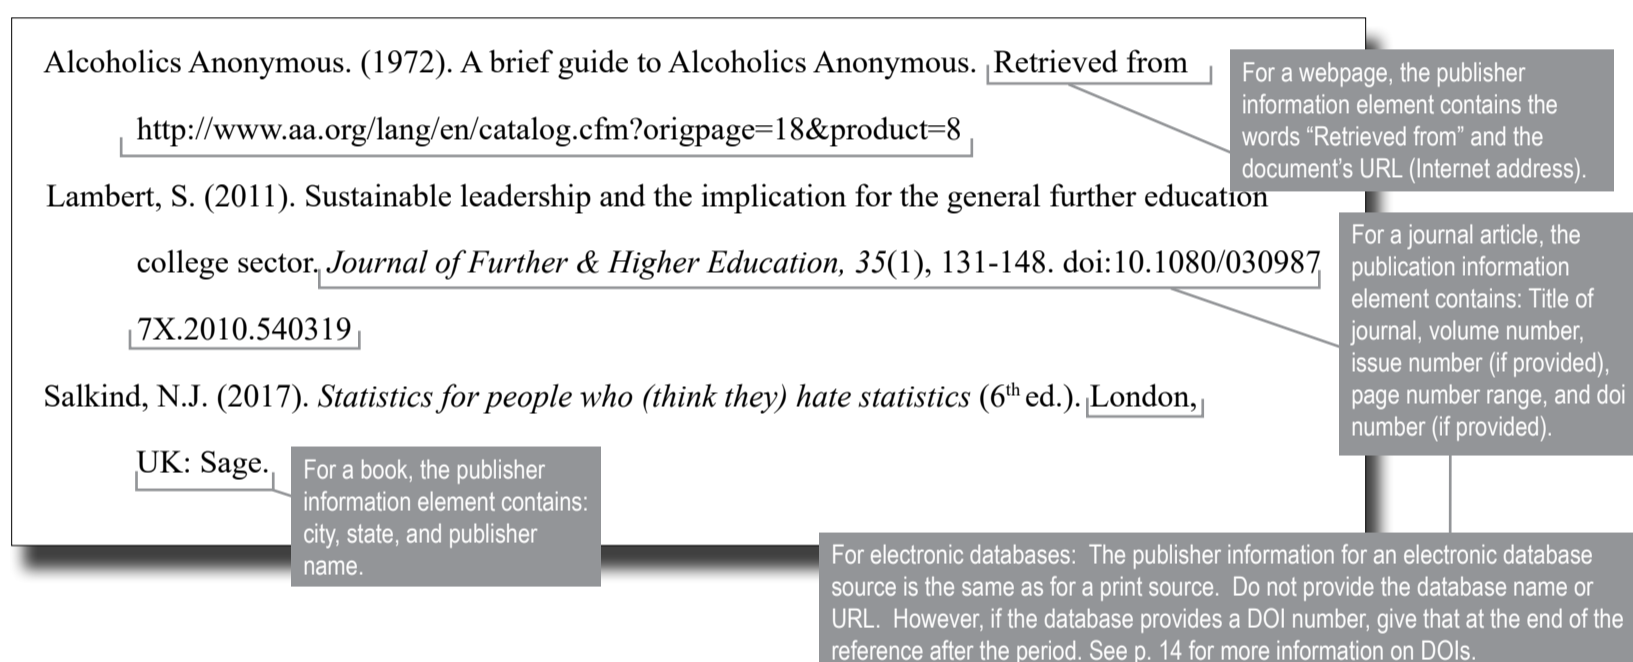 Alcoholics Anonymous. (1972). A brief guide to Alcoholics Anonymous. Retrieved from
http://www.aa.org/lang/en/catalog.cfm?origpage=18&product=8
For a webpage, the publisher
information element contains the
words “Retrieved from” and the
document’s URL (Internet address).
Lambert, S. (2011). Sustainable leadership and the implication for the general further education
college sector. Journal of Further & Higher Education, 35(1), 131-148. doi:10.1080/030987
7X.2010.540319
For a journal article, the
publication information
element contains: Title of
journal, volume number,
issue number (if provided),
page number range, and doi
number (if provided).
Salkind, N.J. (2017). Statistics for people who (think they) hate statistics (6th ed.). London,
UK: Sage.
For a book, the publisher
information element contains:
city, state, and publisher
name.
For electronic databases: The publisher information for an electronic database
source is the same as for a print source. Do not provide the database name or
URL. However, if the database provides a DOI number, give that at the end of the
reference after the period. See p. 14 for more information on DOIs.